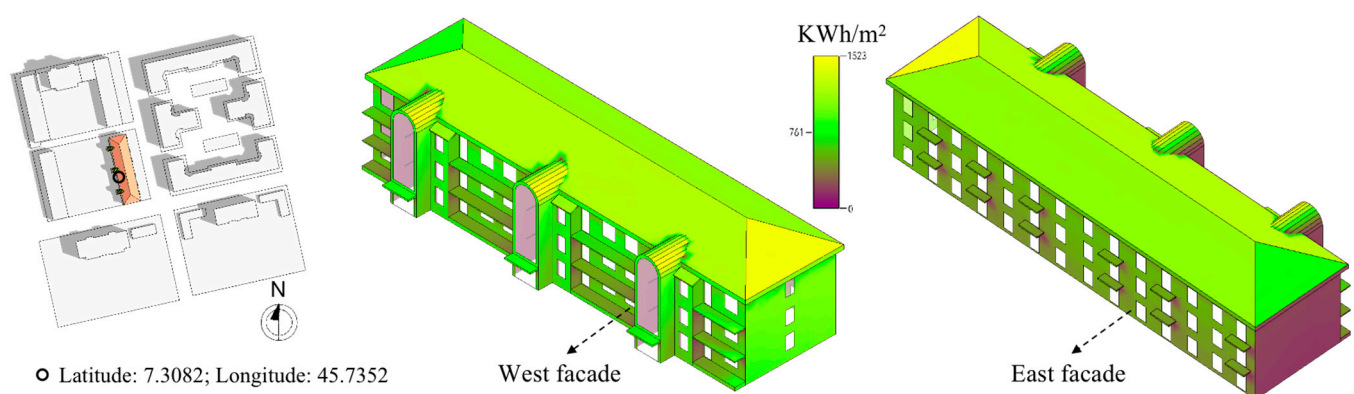 KWh/m²
1523
761
0
N
West facade
East facade
Latitude: 7.3082; Longitude: 45.7352